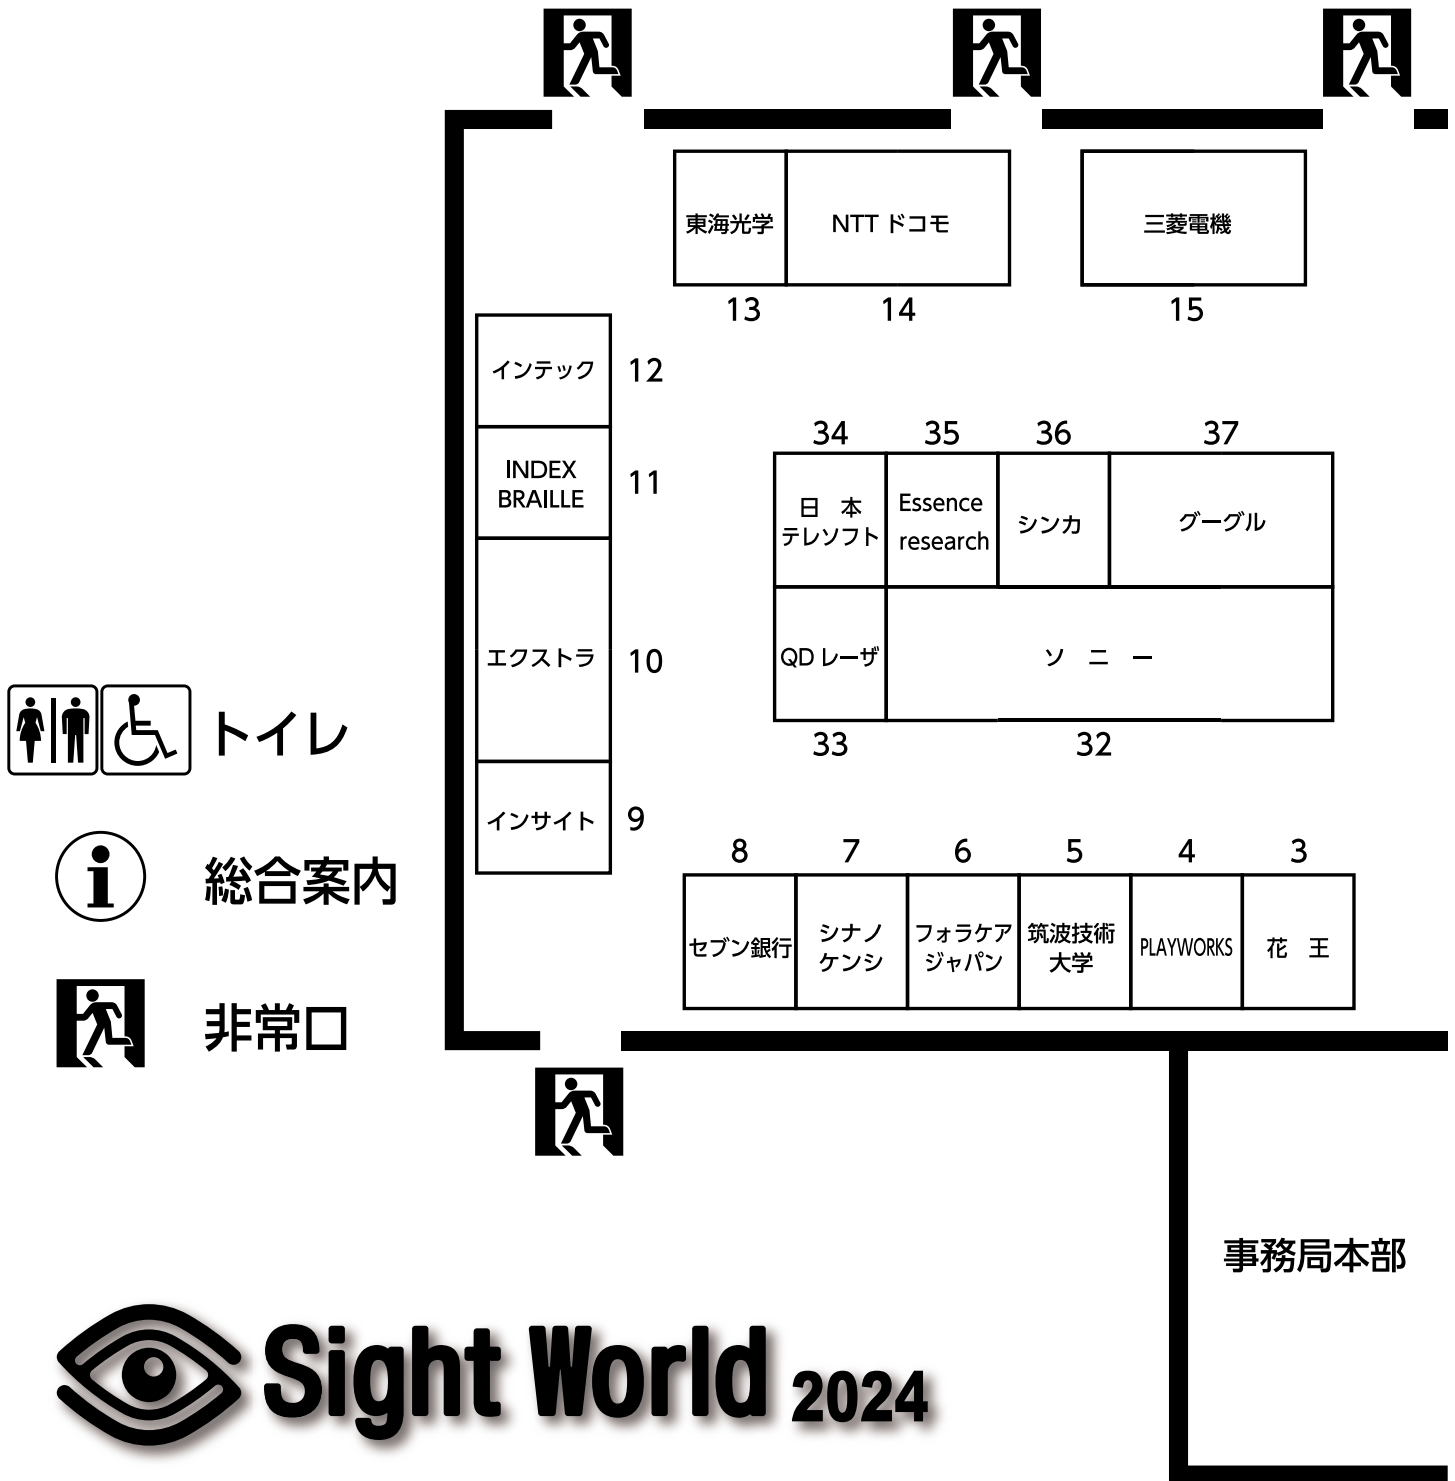 東海光学
NTT ドコモ
三菱電機
13
14
15
インテック
12
INDEX
BRAILLE
11
エクストラ
10
インサイト
9
34
35
36
37
日　本
テレソフト
Essence
research
シンカ
グーグル
QD レーザ
ソ　ニ　ー
33
32
8
7
6
5
4
3
セブン銀行
シナノ
ケンシ
フォラケア
ジャパン
筑波技術
大学
PLAYWORKS
花　王
トイレ
i
総合案内
非常口
事務局本部
Sight World 2024